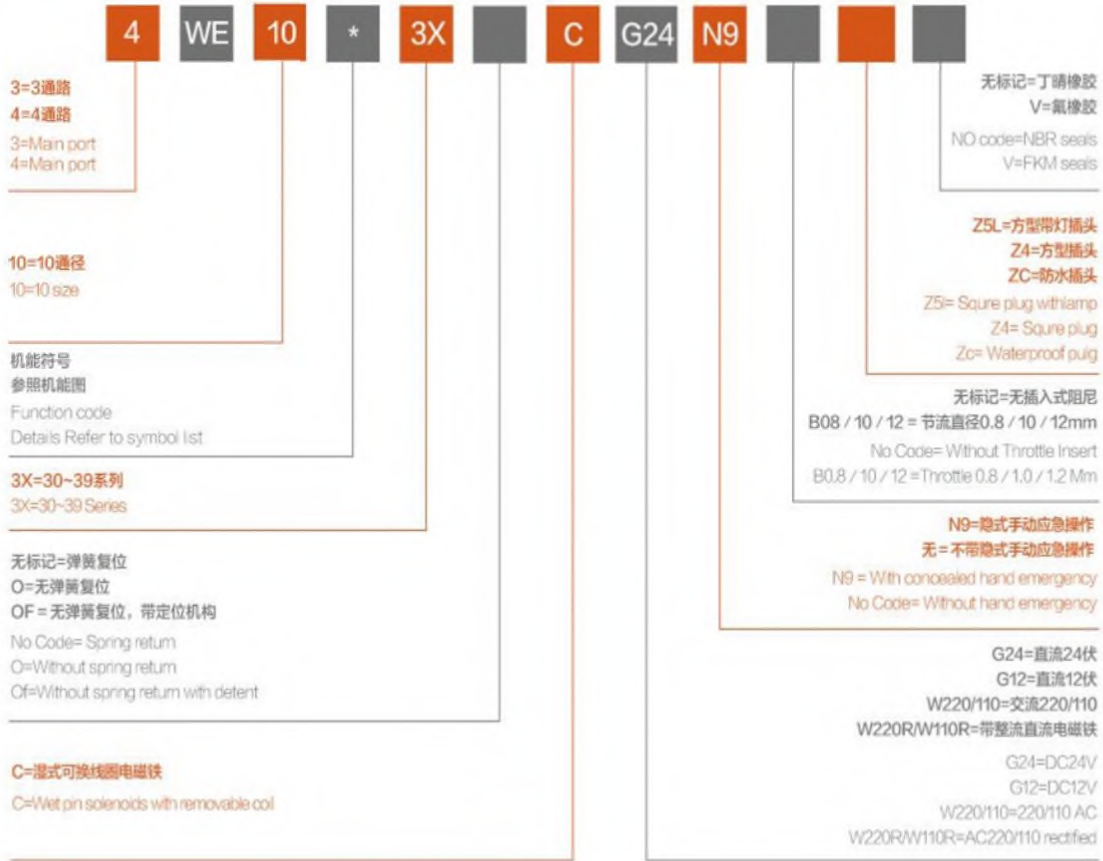 4 WE 10 * 3X C G24 N9
3=3通路
4=4通路
3=Main port
4=Main port
10=10通径
10=10 size
机能符号
参照机能图
Function code
Details Refer to symbol list
3X=30~39系列
3X=30~39 Series
无标记=弹簧复位
O=无弹簧复位
OF=无弹簧复位，带定位机构
No Code= Spring return
O=Without spring return
Of=Without spring return with detent
C=湿式可换线圈电磁铁
C=Wet pin solenoids with removable coil
无标记=丁晴橡胶
V=氟橡胶
NO code=NBR seals
V=FKM seals
Z5L=方型带灯插头
Z4=方型插头
ZC=防水插头
Z5l= Squre plug withlamp
Z4= Squre plug
Zc= Waterproof pulg
无标记=无插入式阻尼
B08 / 10 / 12 = 节流直径0.8 / 10 / 12mm
No Code= Without Throttle Insert
B0.8 / 10 / 12 =Throttle 0.8 / 1.0 / 1.2 Mm
N9=隐式手动应急操作
无=不带隐式手动应急操作
N9 = With concealed hand emergency
No Code= Without hand emergency
G24=直流24伏
G12=直流12伏
W220/110=交流220/110
W220R/W110R=带整流直流电磁铁
G24=DC24V
G12=DC12V
W220/110=220/110 AC
W220R/W110R=AC220/110 rectified